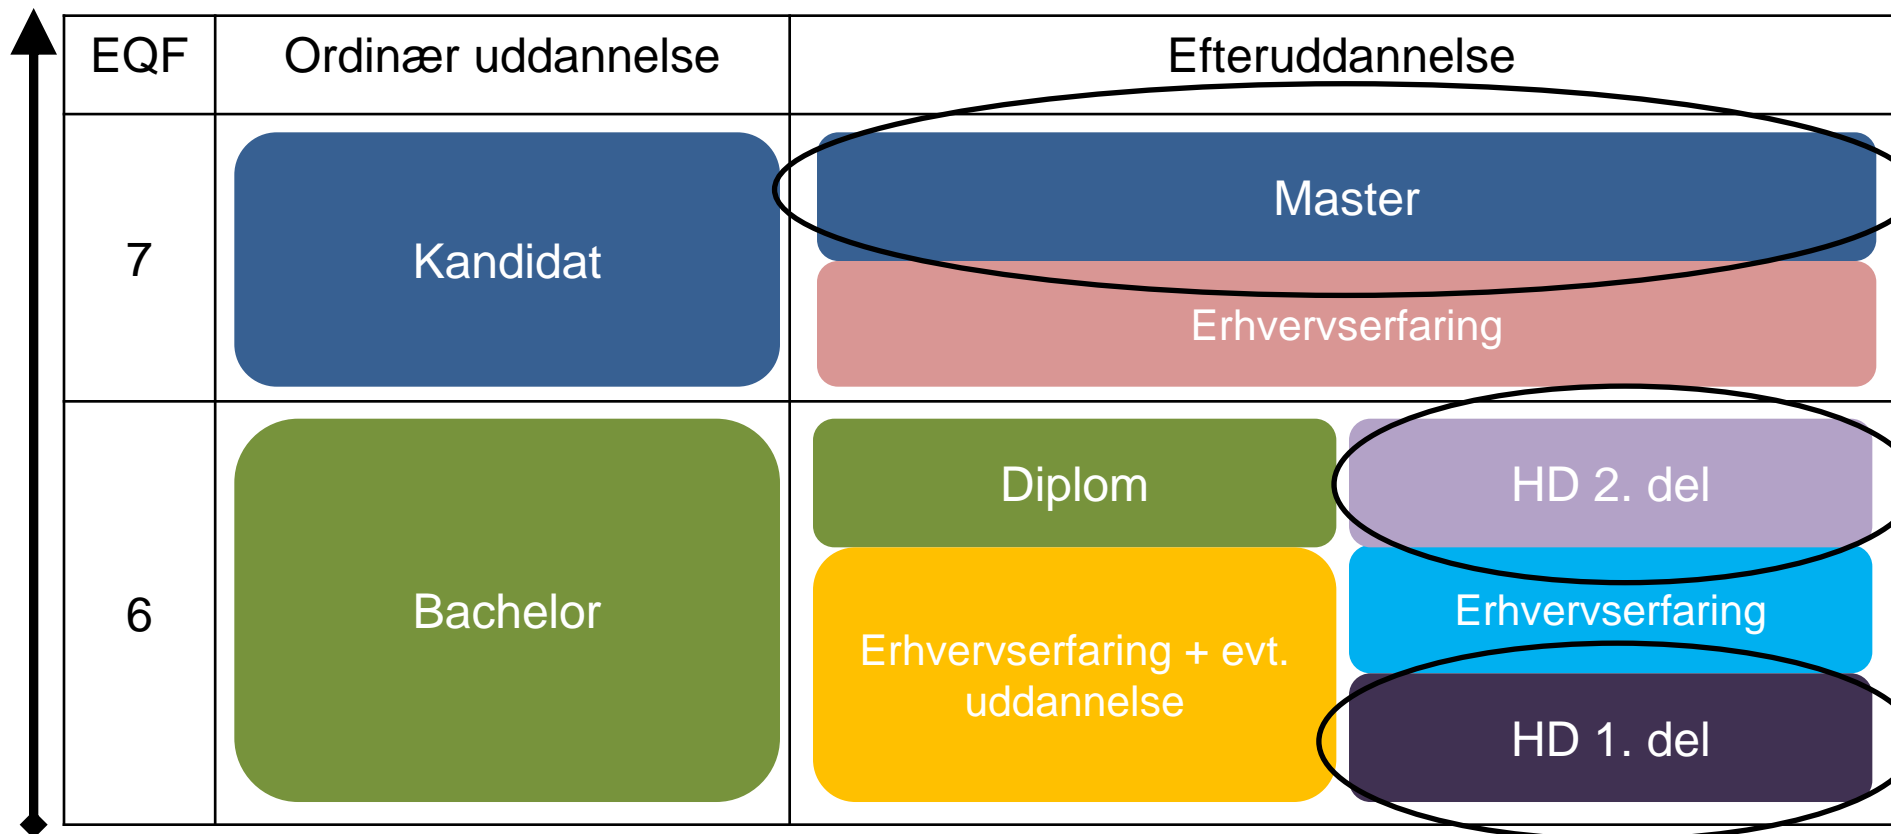 EQF
Ordinær uddannelse
Efteruddannelse
7
Kandidat
Master
Erhvervserfaring
6
Bachelor
Diplom
Erhvervserfaring + evt.
uddannelse
HD 2. del
Erhvervserfaring
HD 1. del